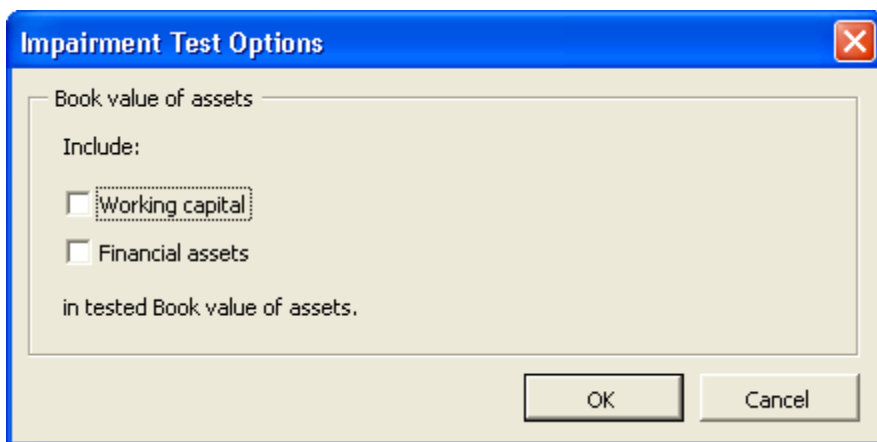 Impairment Test Options
Book value of assets
Include:
Working capital
Financial assets
in tested Book value of assets.
OK
Cancel